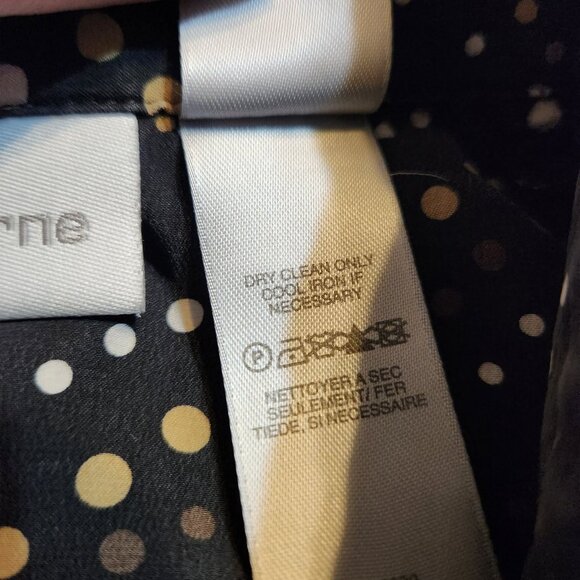 rne
DRY CLEAN ONLY
COOL IRON IF
NECESSARY
P
NETTOYER A SEC
SEULEMENT/ FER
TIEDE, SI NECESSAIRE